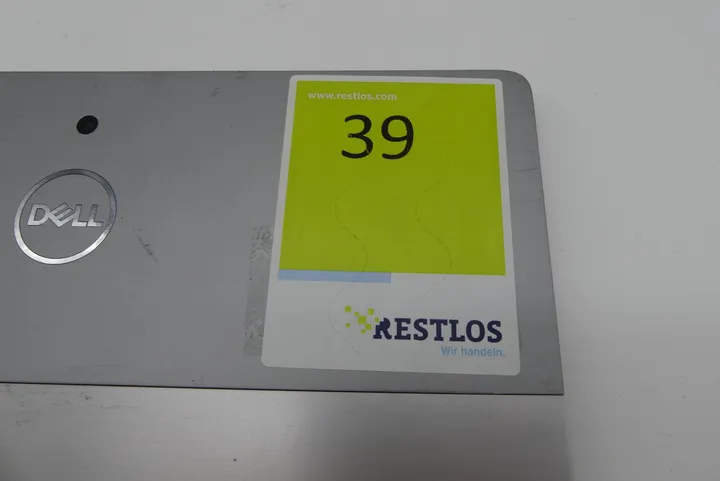 DELL
www.restlos.com
39
RESTLOS
Wir handeln.